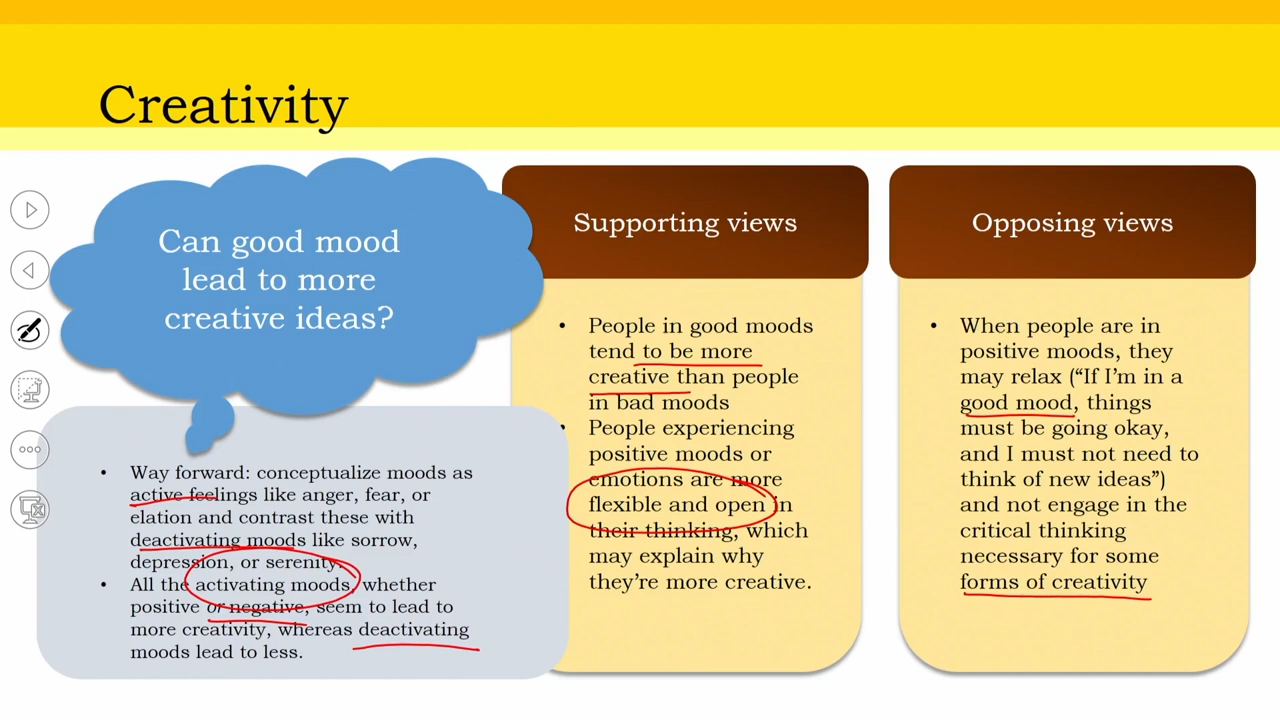 Creativity
Can good mood
lead to more
creative ideas?
• Way forward: conceptualize moods as
active feelings like anger, fear, or
elation and contrast these with
deactivating moods like sorrow,
depression, or serenity.
• All the activating moods, whether
positive or negative, seem to lead to
more creativity, whereas deactivating
moods lead to less.
Supporting views
• People in good moods
tend to be more
creative than people
in bad moods
• People experiencing
positive moods or
emotions are more
flexible and open in
their thinking, which
may explain why
they’re more creative.
Opposing views
• When people are in
positive moods, they
may relax (“If I’m in a
good mood, things
must be going okay,
and I must not need to
think of new ideas”)
and not engage in the
critical thinking
necessary for some
forms of creativity